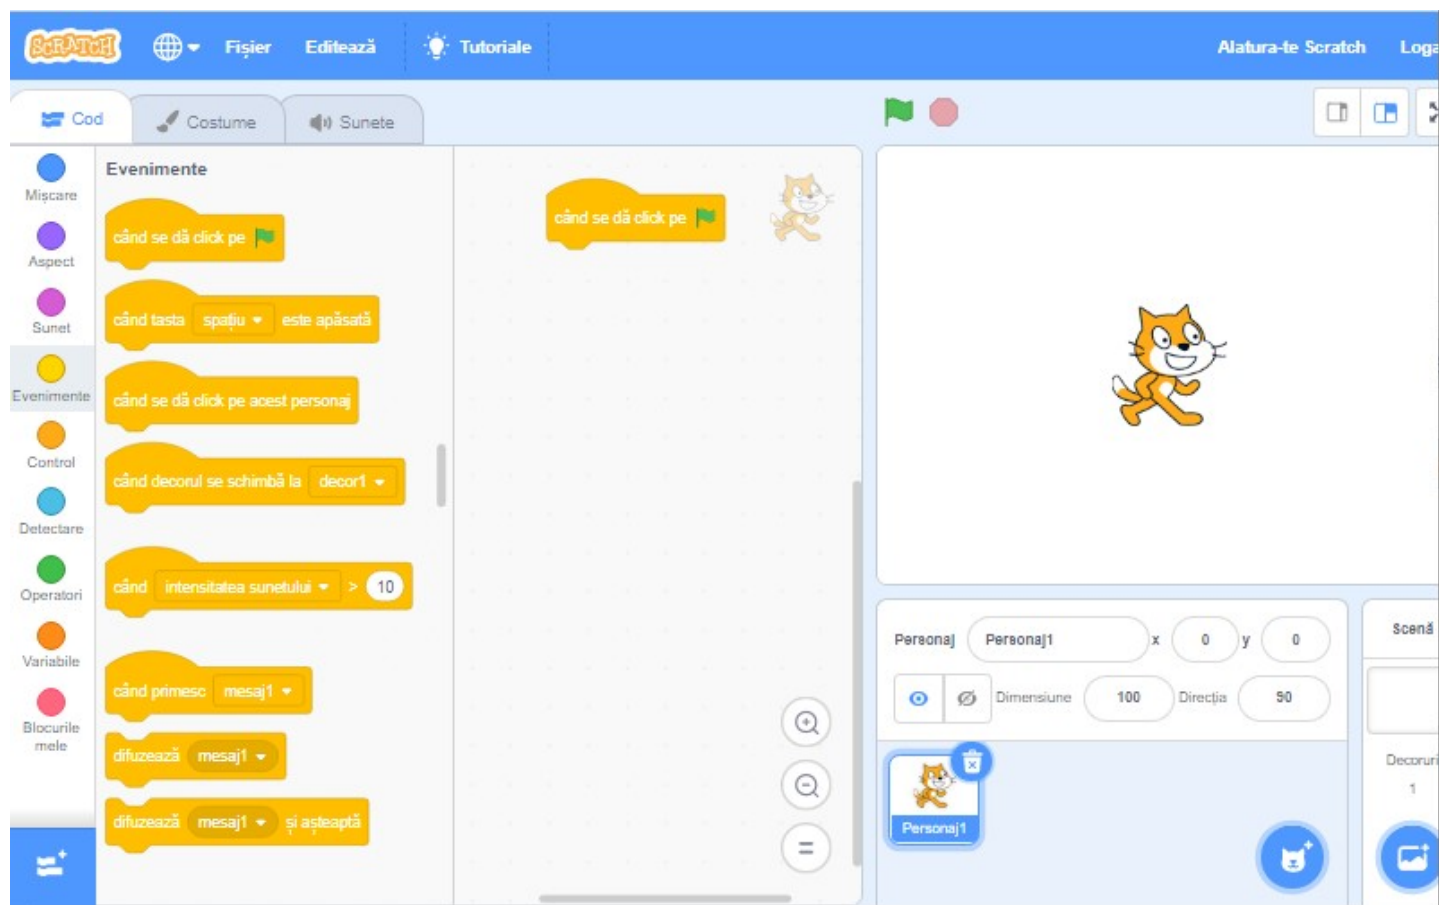 SCRATCH Fișier Editează Tutoriale Alatura-te Scratch Loga
Cod Costume Sunete
Mișcare
Aspect
Sunet
Evenimente
Control
Detectare
Operatori
Variabile
Blocurile
mele
Evenimente
când se dă click pe
când tasta spațiu este apăsată
când se dă click pe acest personaj
când decorul se schimbă la decor1
când intensitatea sunetului > 10
când primesc mesaj1
difuzează mesaj1
difuzează mesaj1 și așteaptă
când se dă click pe
Personaj Personaj1 x 0 y 0
Dimensiune 100 Direcția 90
Personaj1
Scenă
Decoruri
1